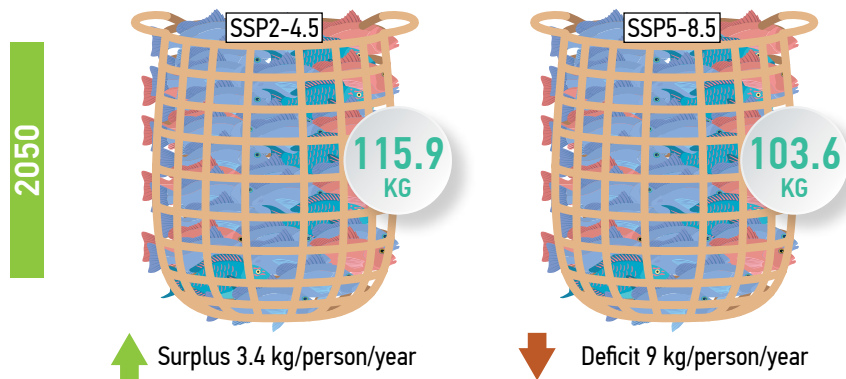 2050
SSP2-4.5
115.9
KG
Surplus 3.4 kg/person/year
SSP5-8.5
103.6
KG
Deficit 9 kg/person/year